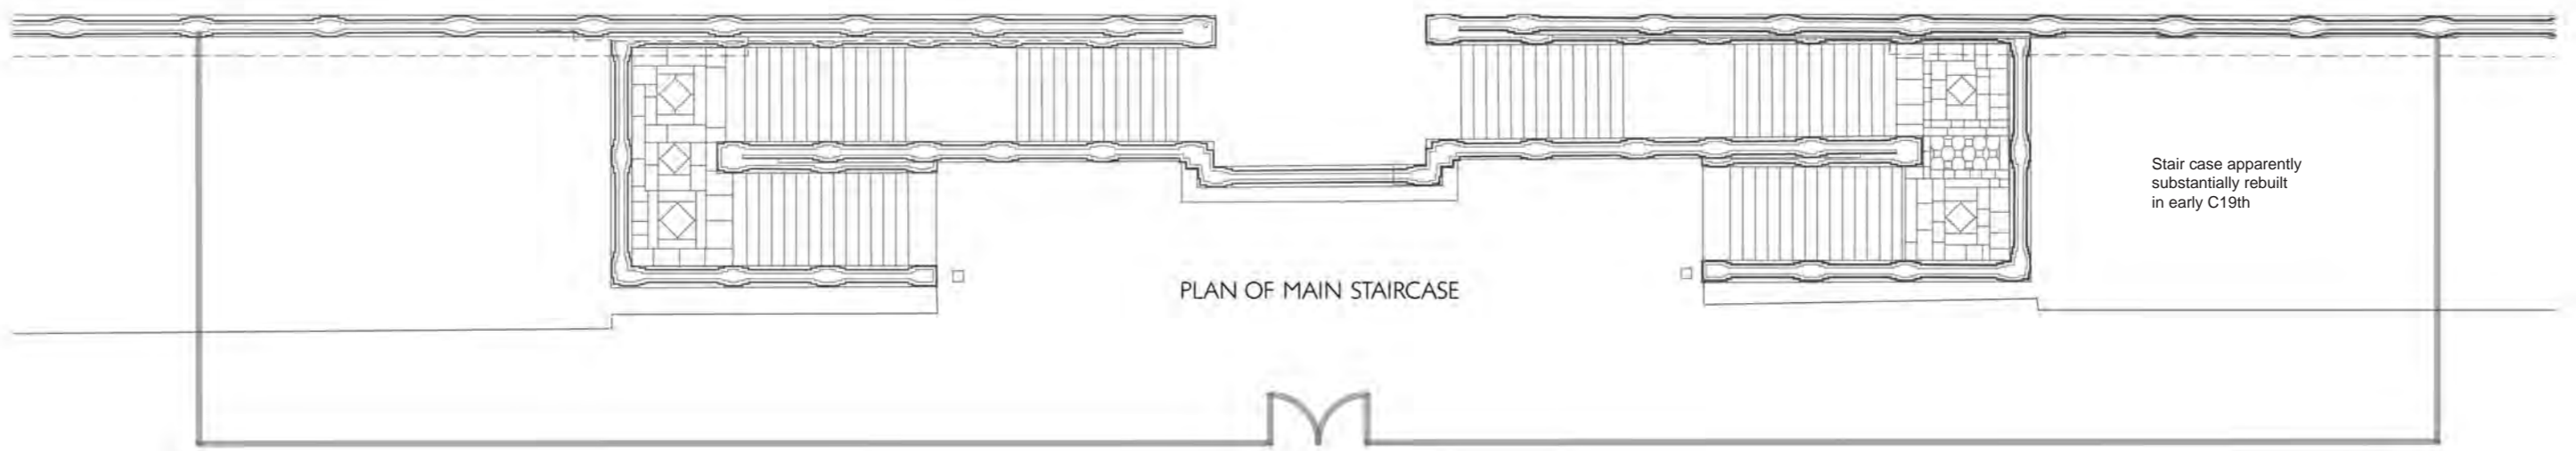 PLAN OF MAIN STAIRCASE
Stair case apparently
substantially rebuilt
in early C19th